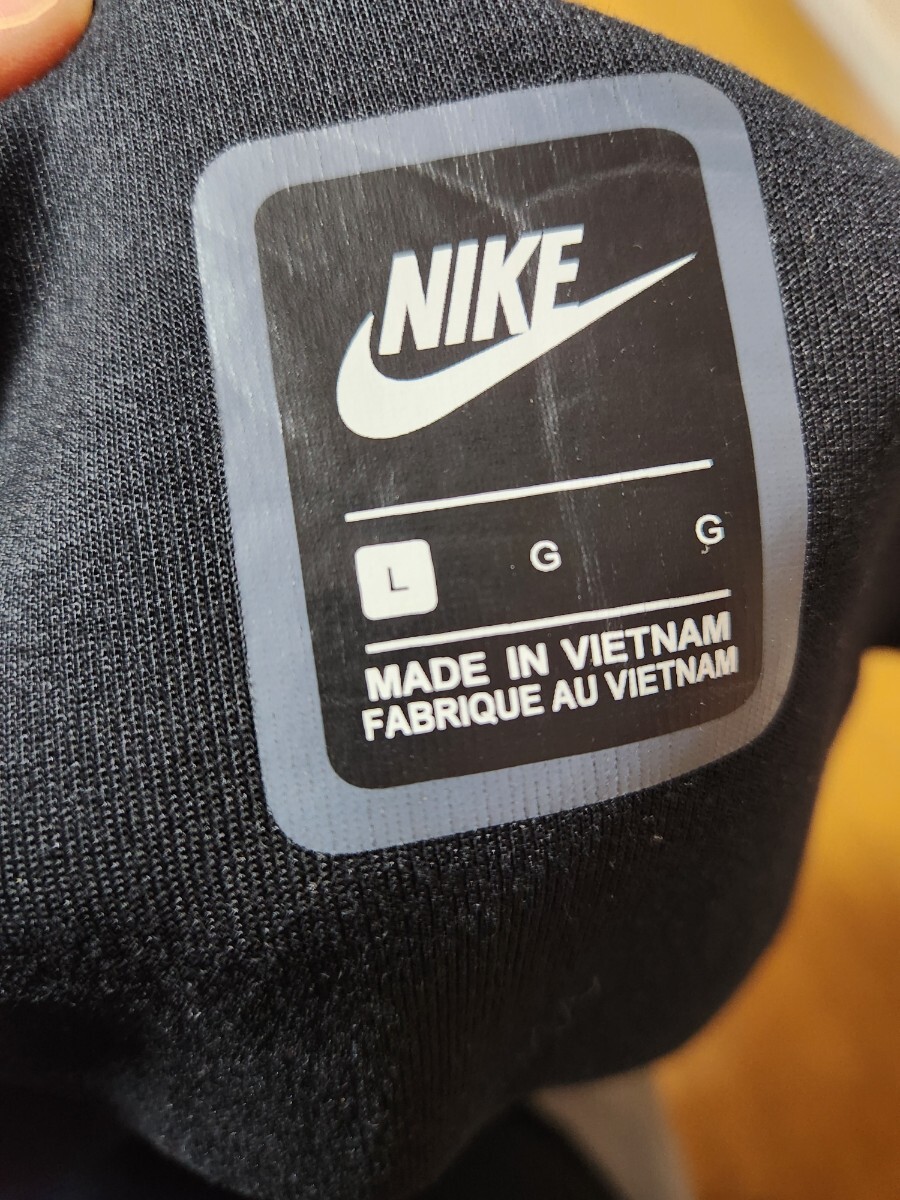 NIKE
L G G
MADE IN VIETNAM
FABRIQUE AU VIETNAM